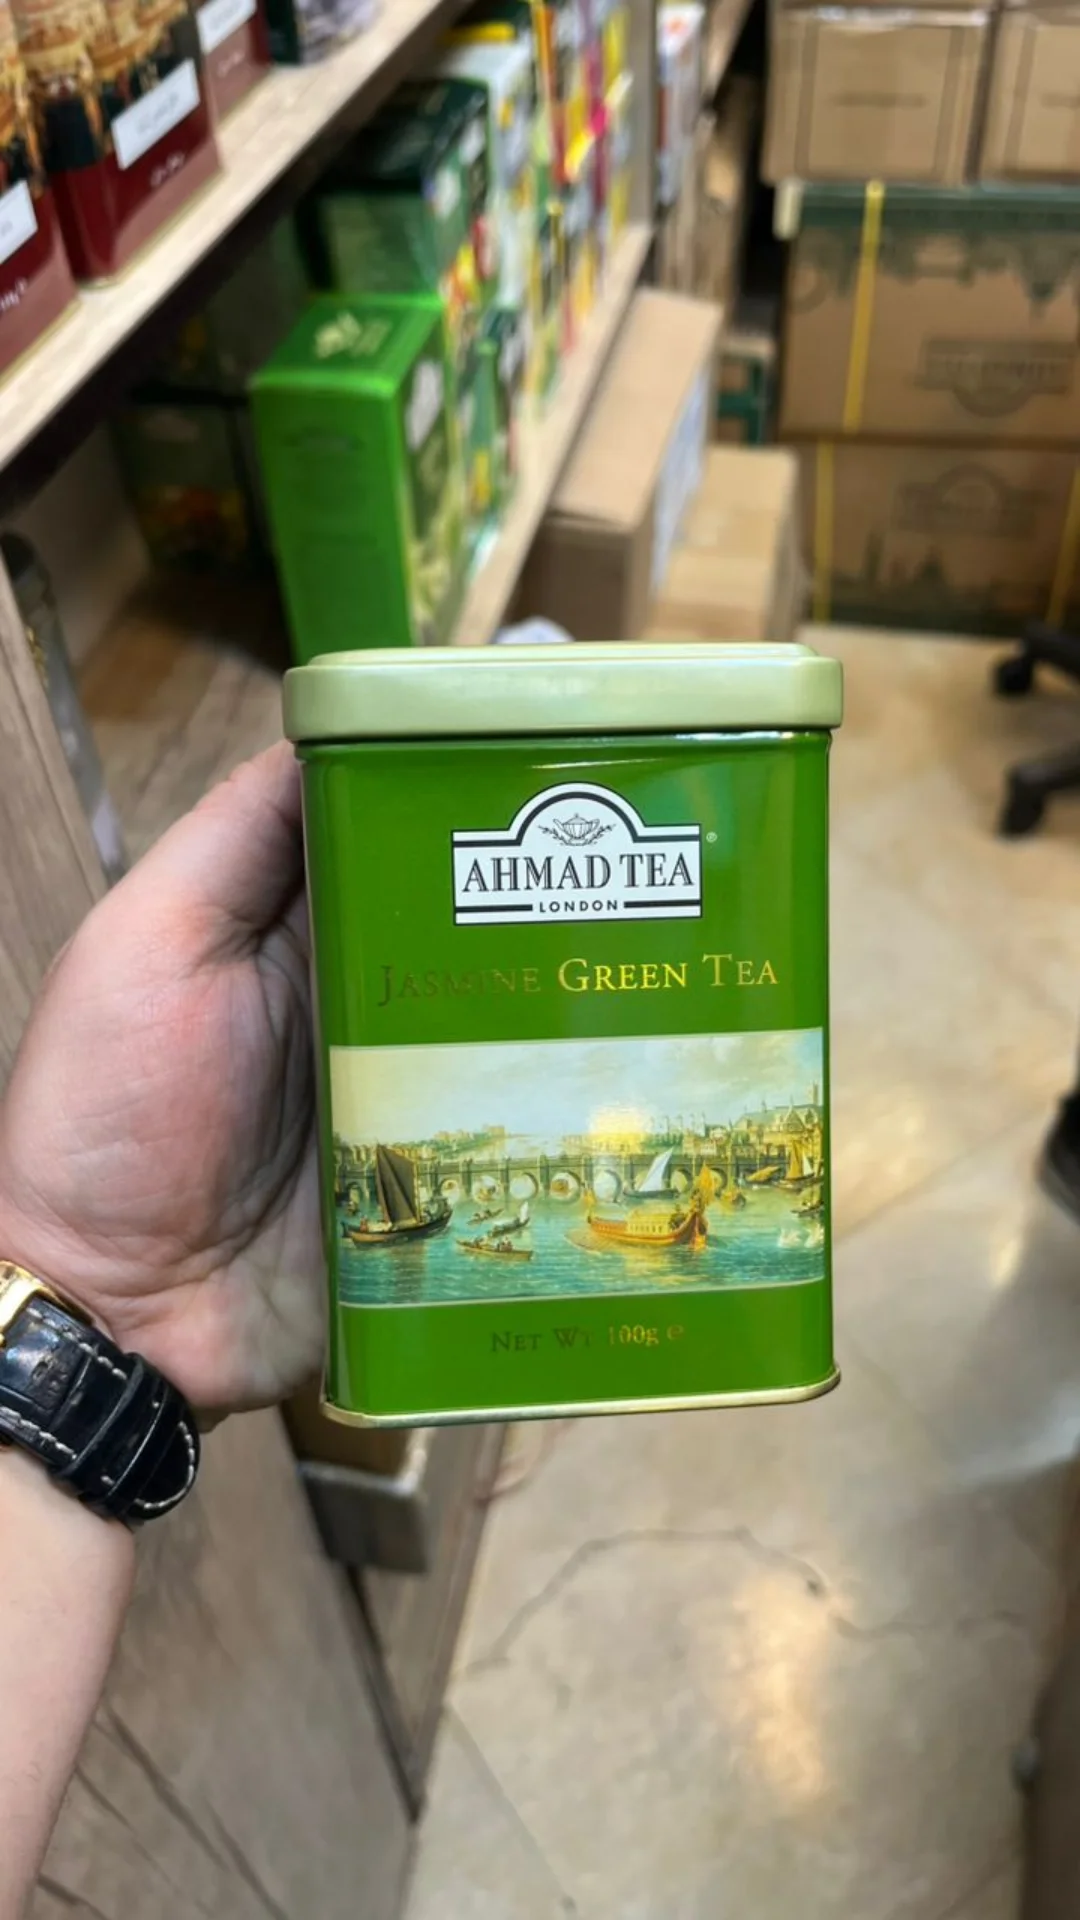 AHMAD TEA
®
LONDON
JASMINE GREEN TEA
NET WT 100g ℮